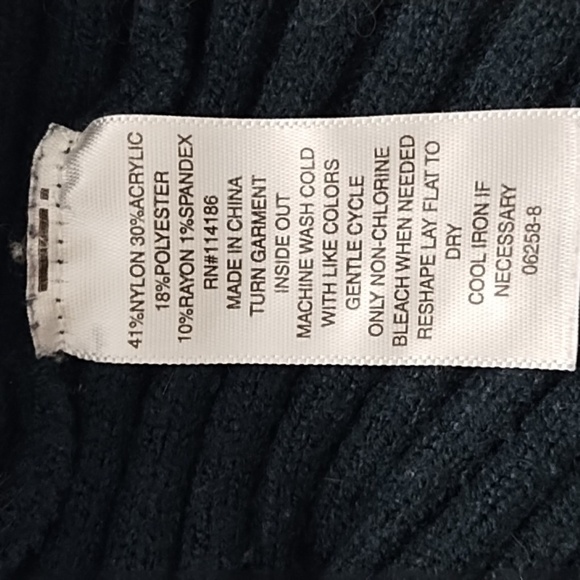 41%NYLON 30%ACRYLIC
18%POLYESTER
10%RAYON 1%SPANDEX
RN#114186
MADE IN CHINA
TURN GARMENT
INSIDE OUT
MACHINE WASH COLD
WITH LIKE COLORS
GENTLE CYCLE
ONLY NON-CHLORINE
BLEACH WHEN NEEDED
RESHAPE LAY FLAT TO
DRY
COOL IRON IF
NECESSARY
06258-8